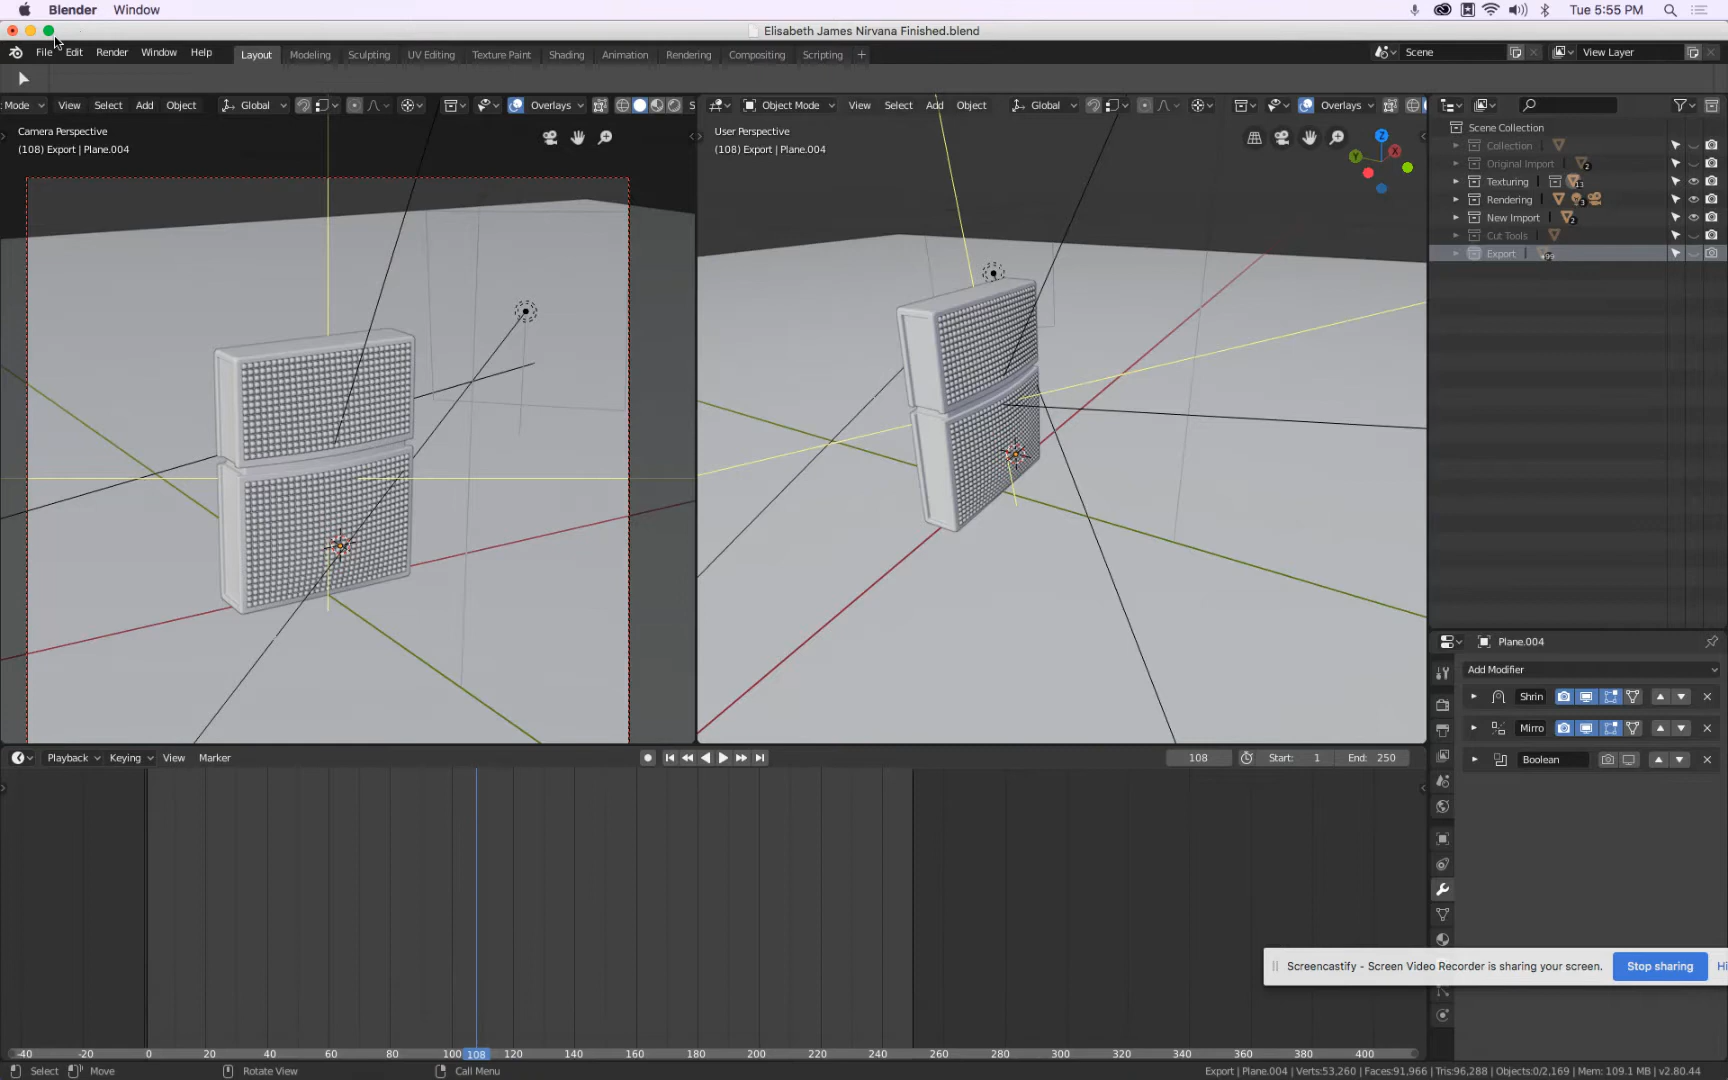 Blender Window Tue 5:55 PM
Elisabeth James Nirvana Finished.blend
File Edit Render Window Help Layout Modeling Sculpting UV Editing Texture Paint Shading Animation Rendering Compositing Scripting + Scene View Layer
Mode View Select Add Object Global Overlays S Object Mode View Select Add Object Global Overlays
Camera Perspective
(108) Export | Plane.004
User Perspective
(108) Export | Plane.004
Z
X
Y
Scene Collection
Collection
Original Import 2
Texturing 13
Rendering 3
New Import 2
Cut Tools
Export +99
Plane.004
Add Modifier
Shrin
Mirro
Boolean
Playback Keying View Marker 108 Start: 1 End: 250
Screencastify - Screen Video Recorder is sharing your screen. Stop sharing Hi
-40 -20 0 20 40 60 80 100 108 120 140 160 180 200 220 240 260 280 300 320 340 360 380 400
Select Move Rotate View Call Menu Export | Plane.004 | Verts:53,260 | Faces:91,966 | Tris:96,288 | Objects:0/2,169 | Mem: 109.1 MB | v2.80.44